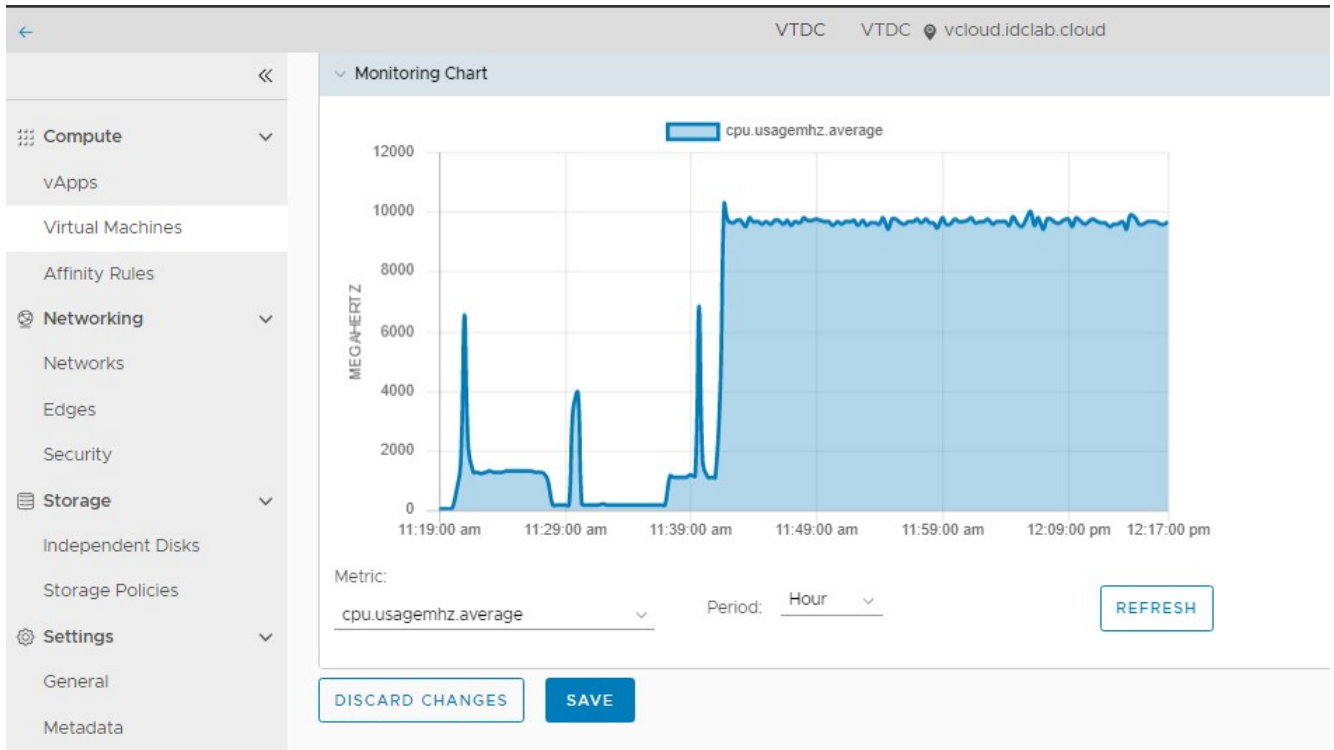 VTDC VTDC vcloud.idclab.cloud
Compute
vApps
Virtual Machines
Affinity Rules
Networking
Networks
Edges
Security
Storage
Independent Disks
Storage Policies
Settings
General
Metadata
Monitoring Chart
cpu.usagemhz.average
12000
10000
8000
6000
4000
2000
0
MEGAHERTZ
11:19:00 am 11:29:00 am 11:39:00 am 11:49:00 am 11:59:00 am 12:09:00 pm 12:17:00 pm
Metric:
cpu.usagemhz.average
Period: Hour
REFRESH
DISCARD CHANGES SAVE